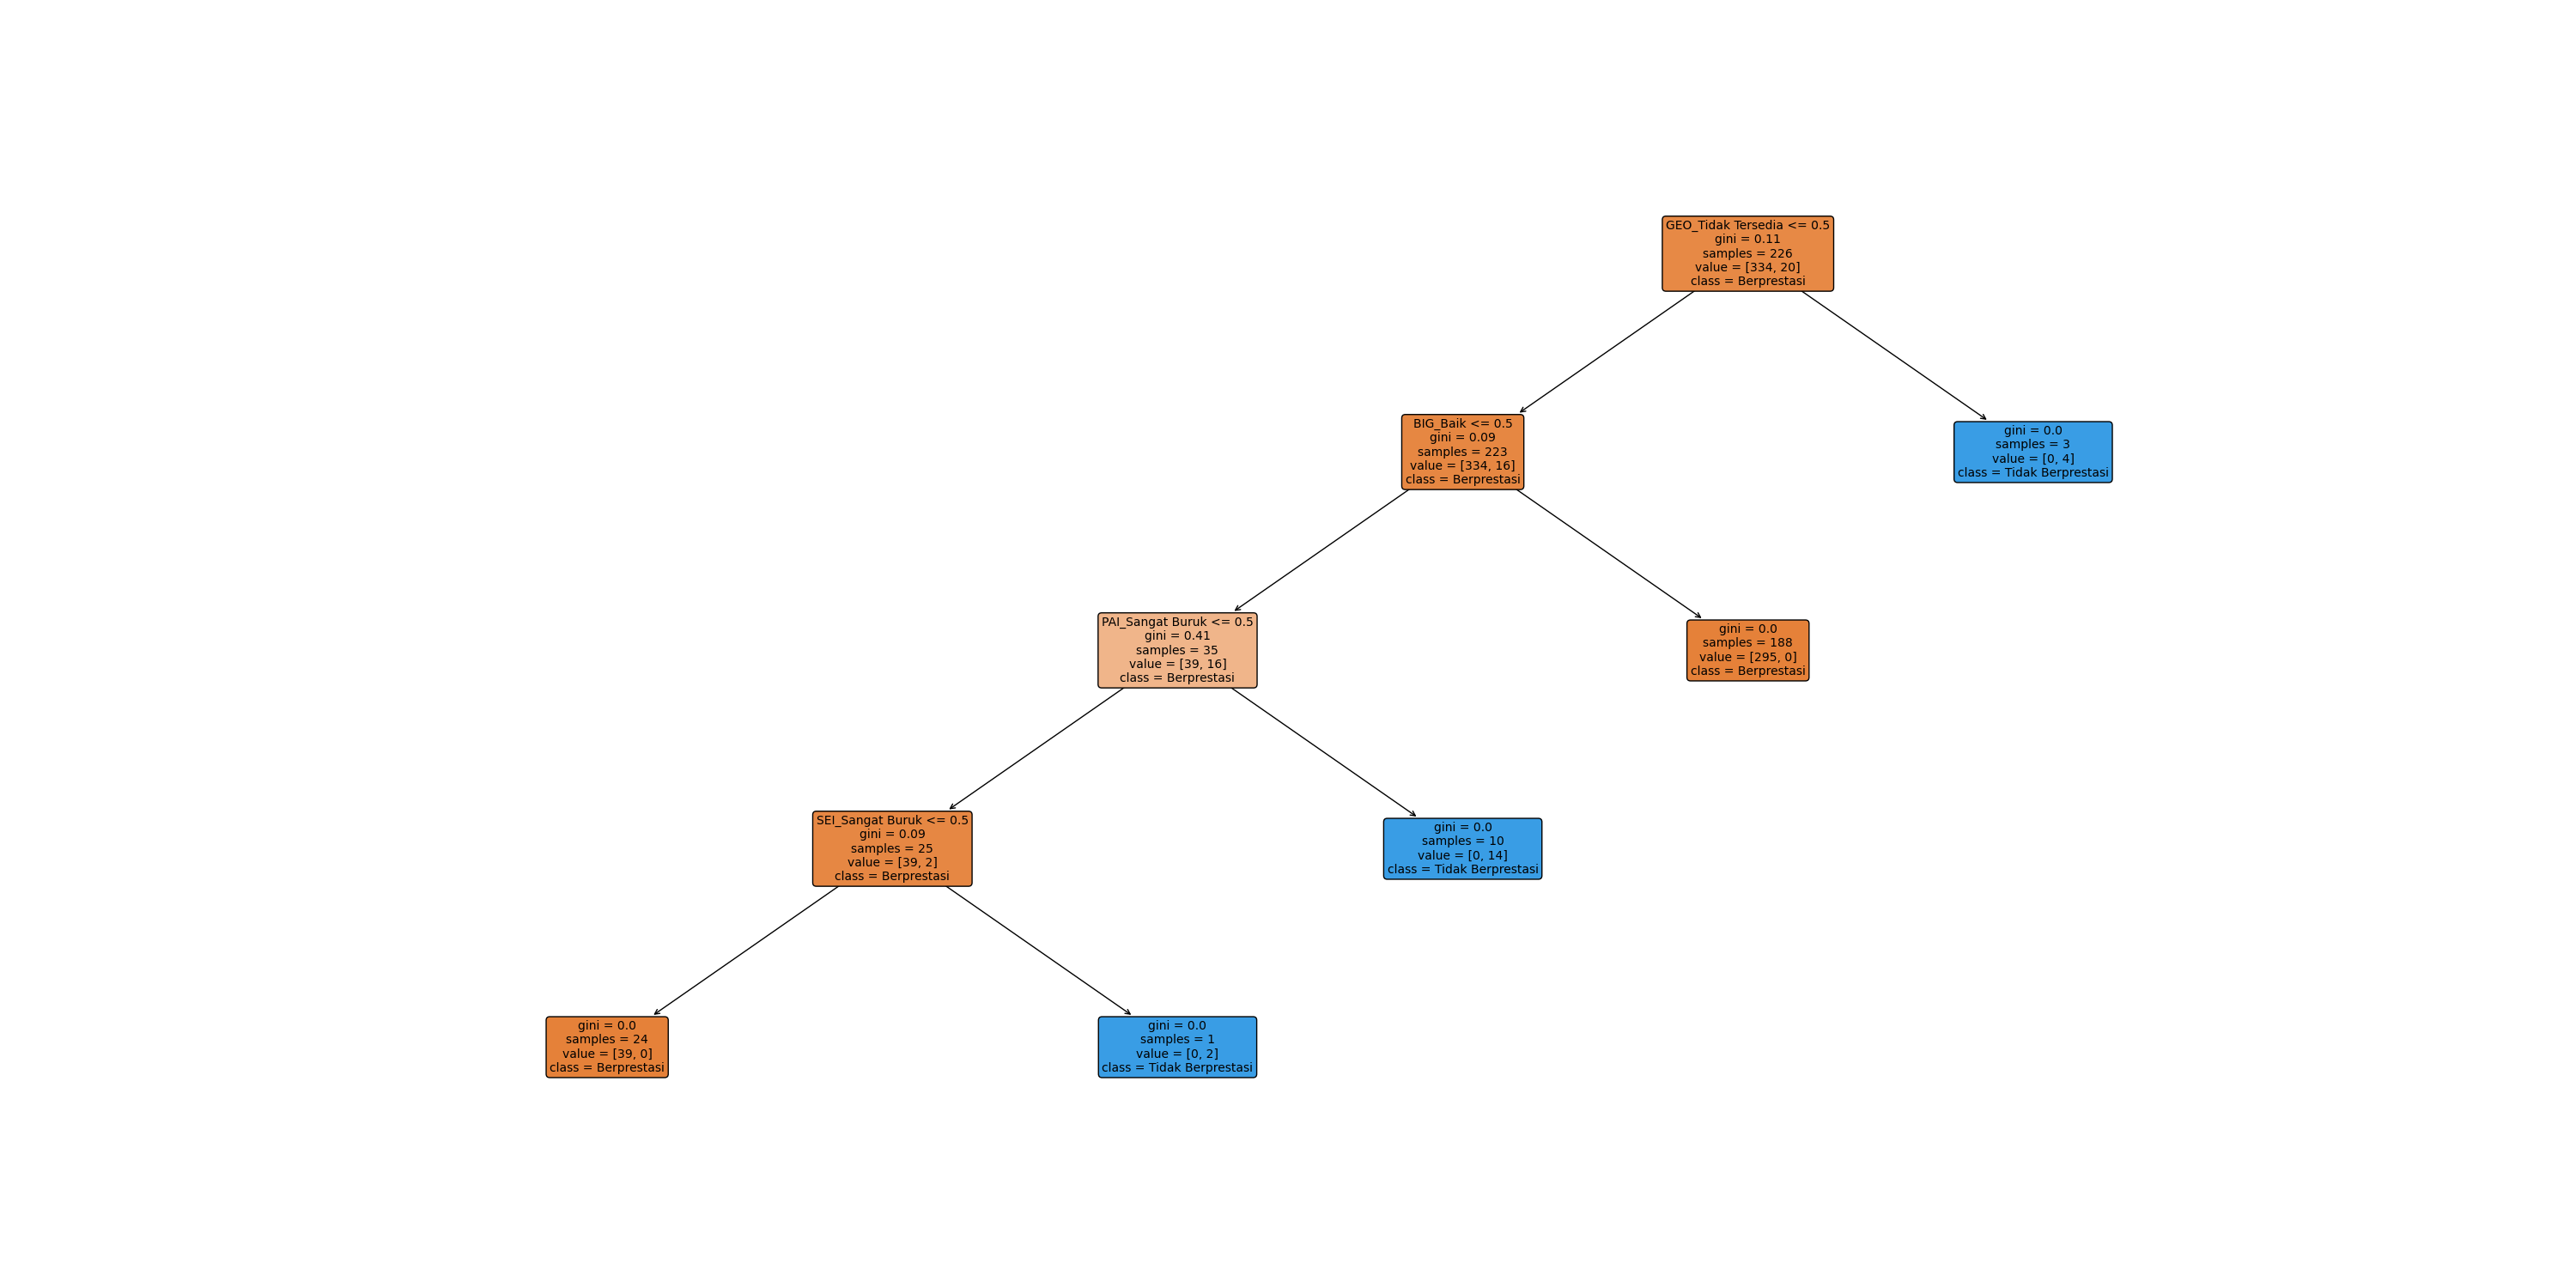 GEO_Tidak Tersedia <= 0.5
gini = 0.11
samples = 226
value = [334, 20]
class = Berprestasi
BIG_Baik <= 0.5
gini = 0.09
samples = 223
value = [334, 16]
class = Berprestasi
gini = 0.0
samples = 3
value = [0, 4]
class = Tidak Berprestasi
PAI_Sangat Buruk <= 0.5
gini = 0.41
samples = 35
value = [39, 16]
class = Berprestasi
gini = 0.0
samples = 188
value = [295, 0]
class = Berprestasi
SEI_Sangat Buruk <= 0.5
gini = 0.09
samples = 25
value = [39, 2]
class = Berprestasi
gini = 0.0
samples = 10
value = [0, 14]
class = Tidak Berprestasi
gini = 0.0
samples = 24
value = [39, 0]
class = Berprestasi
gini = 0.0
samples = 1
value = [0, 2]
class = Tidak Berprestasi